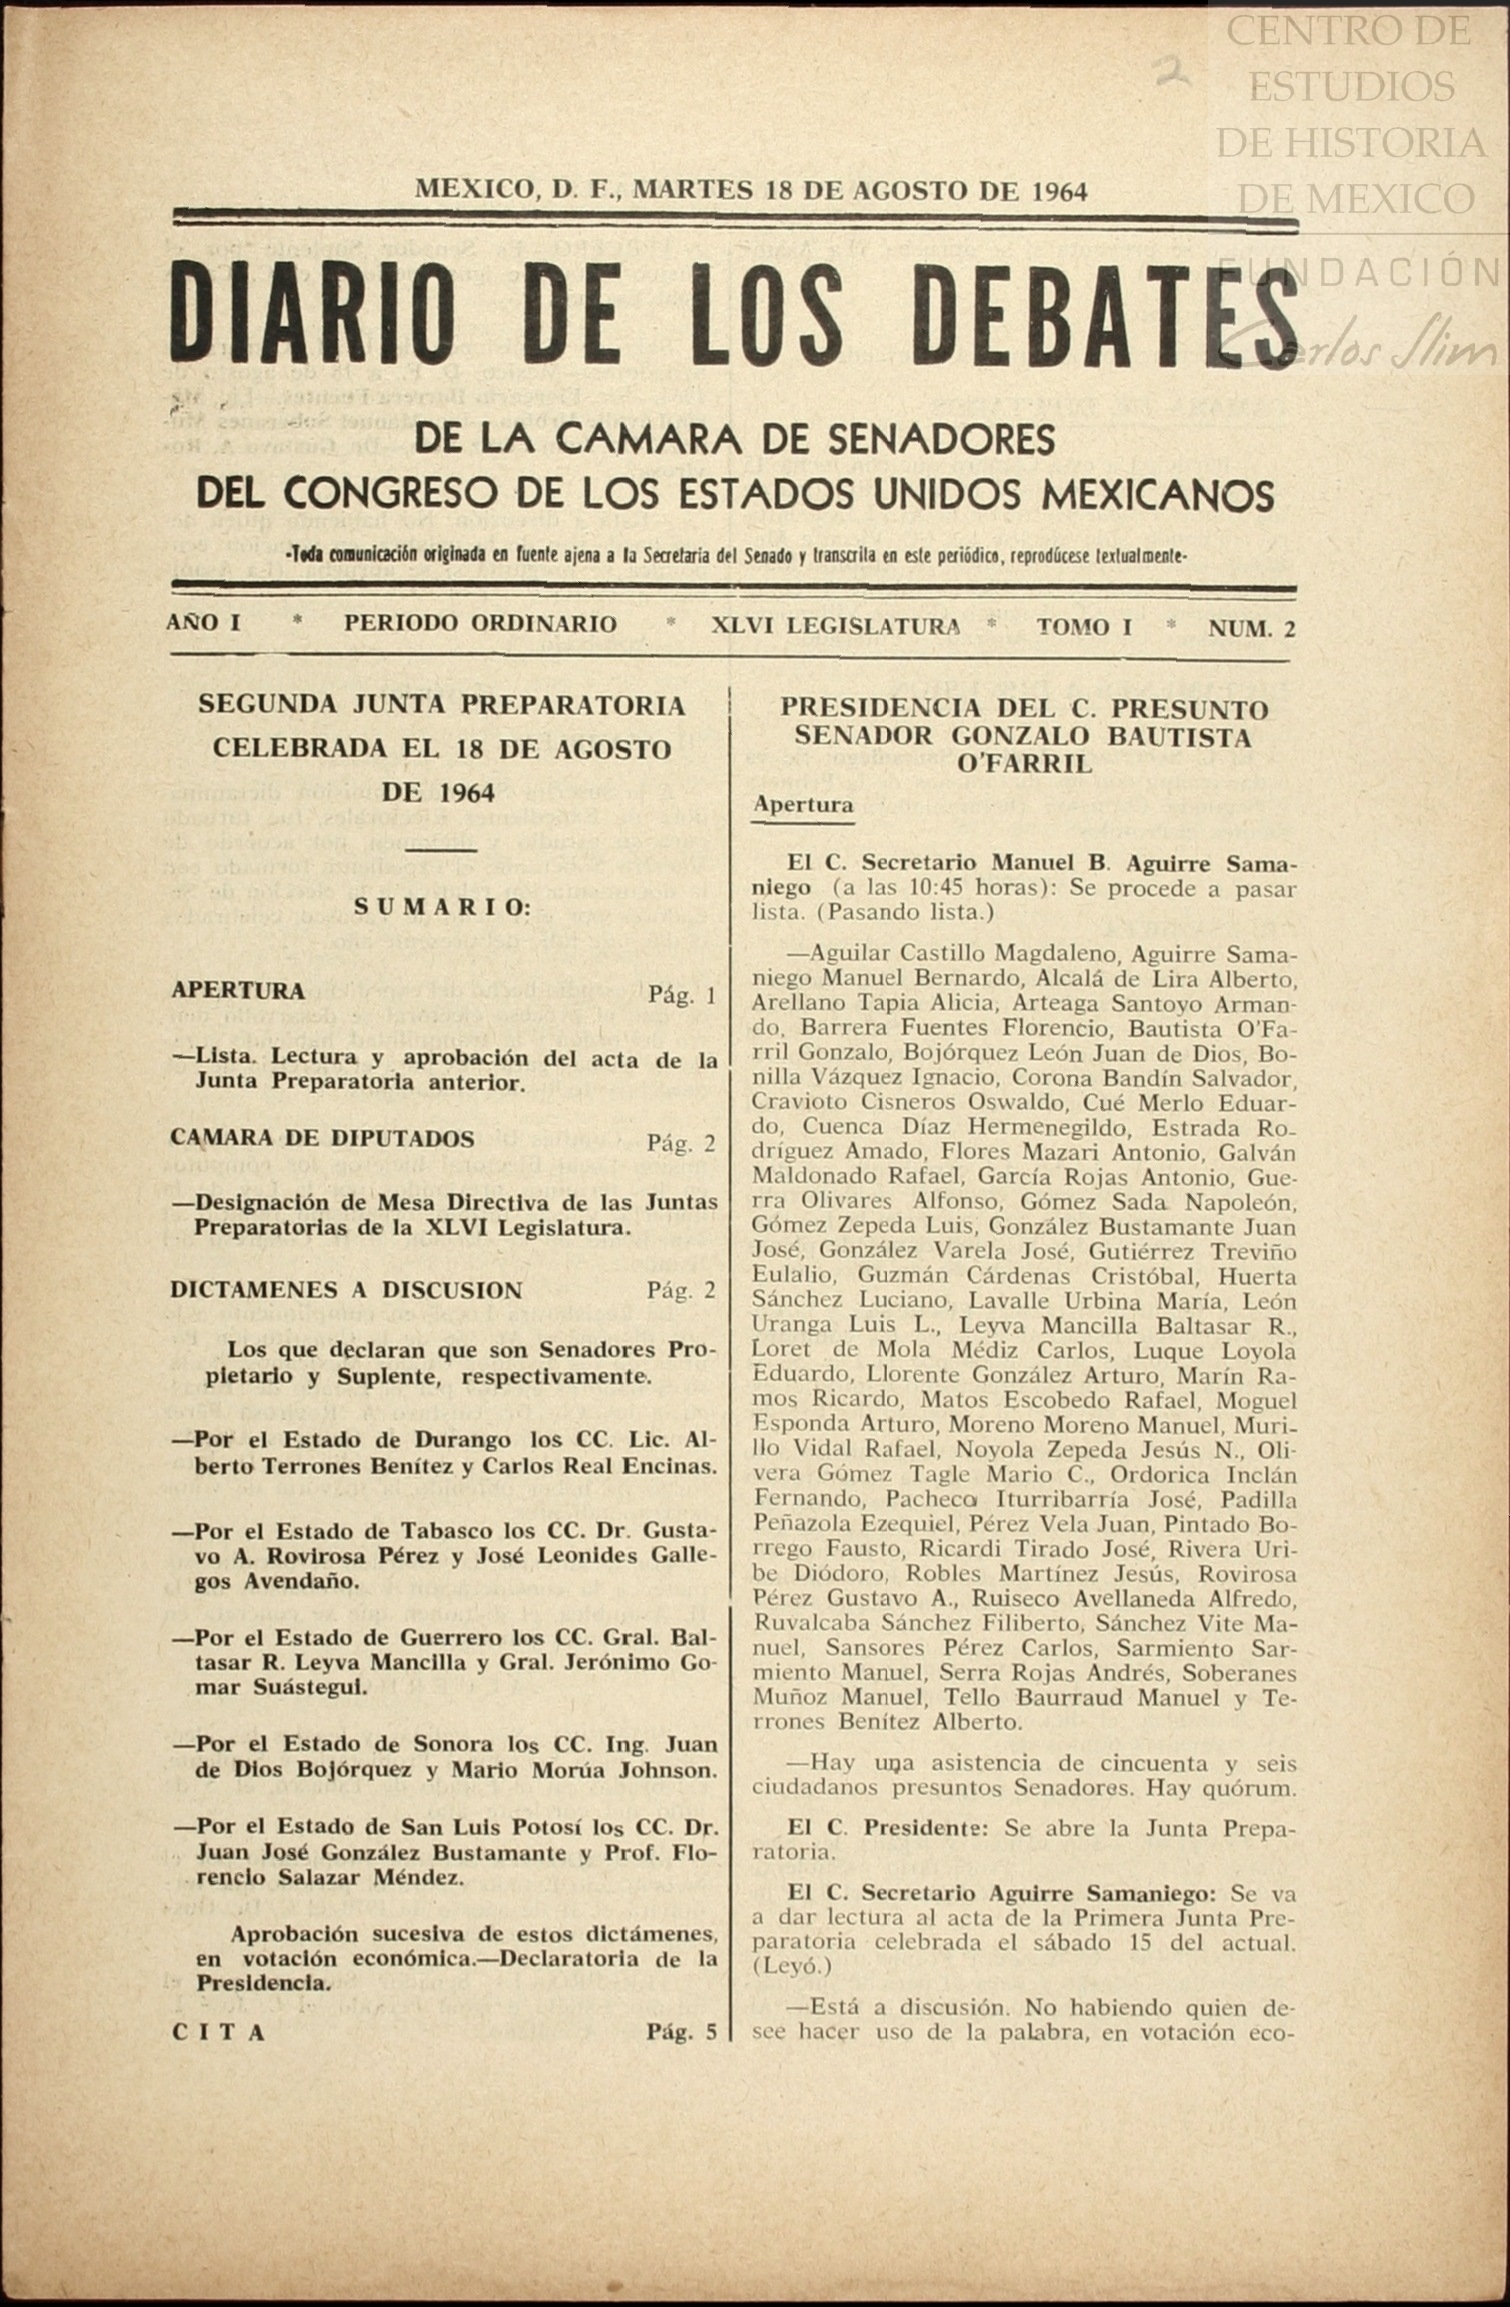 CENTRO DE
ESTUDIOS
DE HISTORIA
DE MEXICO
FUNDACIÓN
Carlos Slim
2
MEXICO, D. F., MARTES 18 DE AGOSTO DE 1964
DIARIO DE LOS DEBATES
DE LA CAMARA DE SENADORES
DEL CONGRESO DE LOS ESTADOS UNIDOS MEXICANOS
-Toda comunicación originada en fuente ajena a la Secretaría del Senado y transcrita en este periódico, reprodúcese textualmente-
AÑO I * PERIODO ORDINARIO * XLVI LEGISLATURA * TOMO I * NUM. 2
SEGUNDA JUNTA PREPARATORIA
CELEBRADA EL 18 DE AGOSTO
DE 1964
SUMARIO:
APERTURA Pág. 1
—Lista. Lectura y aprobación del acta de la
Junta Preparatoria anterior.
CAMARA DE DIPUTADOS Pág. 2
—Designación de Mesa Directiva de las Juntas
Preparatorias de la XLVI Legislatura.
DICTAMENES A DISCUSION Pág. 2
Los que declaran que son Senadores Pro-
pietario y Suplente, respectivamente.
—Por el Estado de Durango los CC. Lic. Al-
berto Terrones Benítez y Carlos Real Encinas.
—Por el Estado de Tabasco los CC. Dr. Gusta-
vo A. Rovirosa Pérez y José Leonides Galle-
gos Avendaño.
—Por el Estado de Guerrero los CC. Gral. Bal-
tasar R. Leyva Mancilla y Gral. Jerónimo Go-
mar Suástegui.
—Por el Estado de Sonora los CC. Ing. Juan
de Dios Bojórquez y Mario Morúa Johnson.
—Por el Estado de San Luis Potosí los CC. Dr.
Juan José González Bustamante y Prof. Flo-
rencio Salazar Méndez.
Aprobación sucesiva de estos dictámenes,
en votación económica.—Declaratoria de la
Presidencia.
CITA Pág. 5
PRESIDENCIA DEL C. PRESUNTO
SENADOR GONZALO BAUTISTA
O'FARRIL
Apertura
El C. Secretario Manuel B. Aguirre Sama-
niego (a las 10:45 horas): Se procede a pasar
lista. (Pasando lista.)
—Aguilar Castillo Magdaleno, Aguirre Sama-
niego Manuel Bernardo, Alcalá de Lira Alberto,
Arellano Tapia Alicia, Arteaga Santoyo Arman-
do, Barrera Fuentes Florencio, Bautista O'Fa-
rril Gonzalo, Bojórquez León Juan de Dios, Bo-
nilla Vázquez Ignacio, Corona Bandín Salvador,
Cravioto Cisneros Oswaldo, Cué Merlo Eduar-
do, Cuenca Díaz Hermenegildo, Estrada Ro-
dríguez Amado, Flores Mazari Antonio, Galván
Maldonado Rafael, García Rojas Antonio, Gue-
rra Olivares Alfonso, Gómez Sada Napoleón,
Gómez Zepeda Luis, González Bustamante Juan
José, González Varela José, Gutiérrez Treviño
Eulalio, Guzmán Cárdenas Cristóbal, Huerta
Sánchez Luciano, Lavalle Urbina María, León
Uranga Luis L., Leyva Mancilla Baltasar R.,
Loret de Mola Médiz Carlos, Luque Loyola
Eduardo, Llorente González Arturo, Marín Ra-
mos Ricardo, Matos Escobedo Rafael, Moguel
Esponda Arturo, Moreno Moreno Manuel, Muri-
llo Vidal Rafael, Noyola Zepeda Jesús N., Oli-
vera Gómez Tagle Mario C., Ordorica Inclán
Fernando, Pacheco Iturribarría José, Padilla
Peñazola Ezequiel, Pérez Vela Juan, Pintado Bo-
rrego Fausto, Ricardi Tirado José, Rivera Uri-
be Diódoro, Robles Martínez Jesús, Rovirosa
Pérez Gustavo A., Ruiseco Avellaneda Alfredo,
Ruvalcaba Sánchez Filiberto, Sánchez Vite Ma-
nuel, Sansores Pérez Carlos, Sarmiento Sar-
miento Manuel, Serra Rojas Andrés, Soberanes
Muñoz Manuel, Tello Baurraud Manuel y Te-
rrones Benítez Alberto.
—Hay una asistencia de cincuenta y seis
ciudadanos presuntos Senadores. Hay quórum.
El C. Presidente: Se abre la Junta Prepa-
ratoria.
El C. Secretario Aguirre Samaniego: Se va
a dar lectura al acta de la Primera Junta Pre-
paratoria celebrada el sábado 15 del actual.
(Leyó.)
—Está a discusión. No habiendo quien de-
see hacer uso de la palabra, en votación eco-